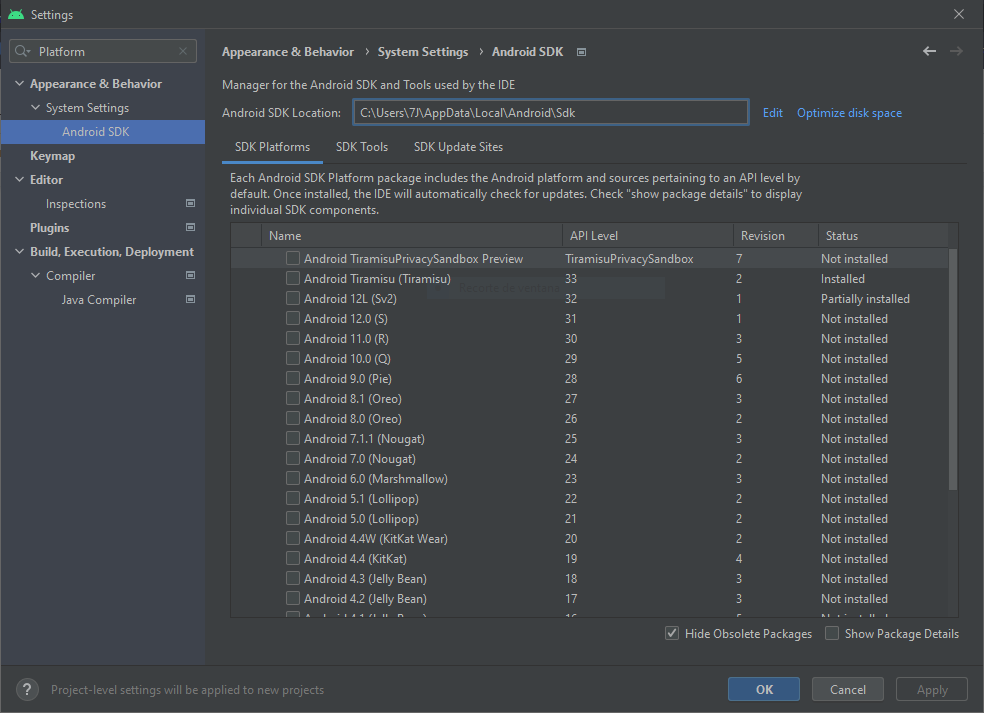 Settings
Platform
Appearance & Behavior
System Settings
Android SDK
Keymap
Editor
Inspections
Plugins
Build, Execution, Deployment
Compiler
Java Compiler
Appearance & Behavior › System Settings › Android SDK
Manager for the Android SDK and Tools used by the IDE
Android SDK Location: C:\Users\7J\AppData\Local\Android\Sdk Edit Optimize disk space
SDK Platforms SDK Tools SDK Update Sites
Each Android SDK Platform package includes the Android platform and sources pertaining to an API level by
default. Once installed, the IDE will automatically check for updates. Check "show package details" to display
individual SDK components.
Name API Level Revision Status
Android TiramisuPrivacySandbox Preview TiramisuPrivacySandbox 7 Not installed
Android Tiramisu (Tiramisu) 33 2 Installed
Android 12L (Sv2) 32 1 Partially installed
Android 12.0 (S) 31 1 Not installed
Android 11.0 (R) 30 3 Not installed
Android 10.0 (Q) 29 5 Not installed
Android 9.0 (Pie) 28 6 Not installed
Android 8.1 (Oreo) 27 3 Not installed
Android 8.0 (Oreo) 26 2 Not installed
Android 7.1.1 (Nougat) 25 3 Not installed
Android 7.0 (Nougat) 24 2 Not installed
Android 6.0 (Marshmallow) 23 3 Not installed
Android 5.1 (Lollipop) 22 2 Not installed
Android 5.0 (Lollipop) 21 2 Not installed
Android 4.4W (KitKat Wear) 20 2 Not installed
Android 4.4 (KitKat) 19 4 Not installed
Android 4.3 (Jelly Bean) 18 3 Not installed
Android 4.2 (Jelly Bean) 17 3 Not installed
Hide Obsolete Packages Show Package Details
? Project-level settings will be applied to new projects
OK Cancel Apply